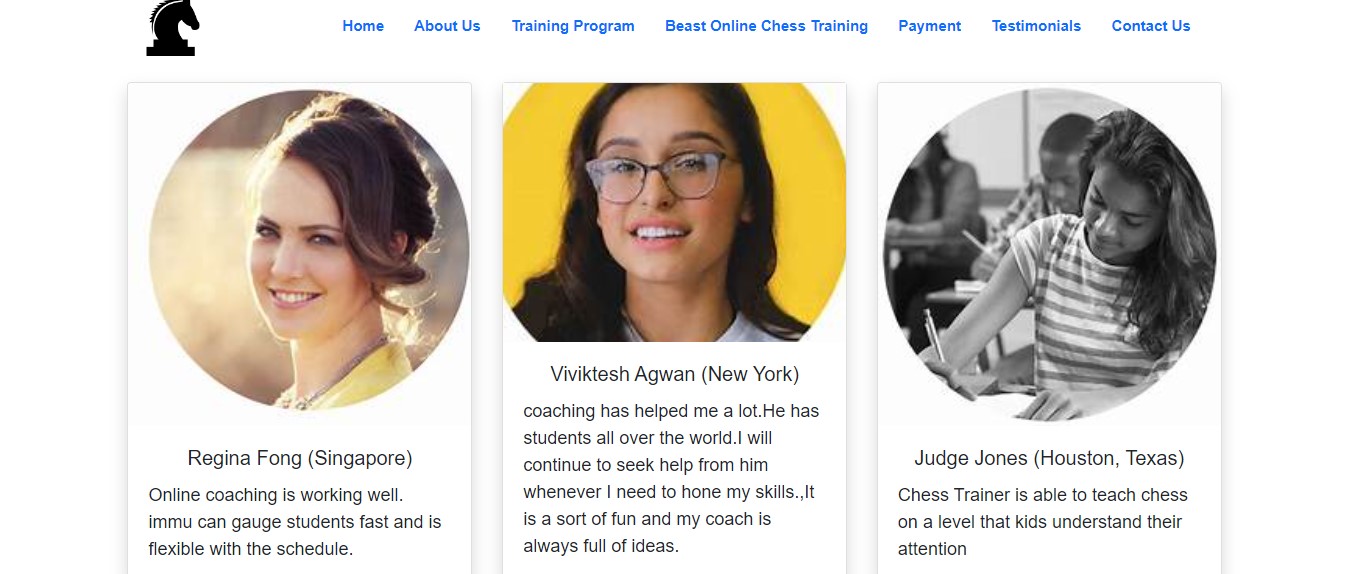 Home About Us Training Program Beast Online Chess Training Payment Testimonials Contact Us
Regina Fong (Singapore)
Online coaching is working well.
immu can gauge students fast and is
flexible with the schedule.
Viviktesh Agwan (New York)
coaching has helped me a lot.He has
students all over the world.I will
continue to seek help from him
whenever I need to hone my skills.,It
is a sort of fun and my coach is
always full of ideas.
Judge Jones (Houston, Texas)
Chess Trainer is able to teach chess
on a level that kids understand their
attention